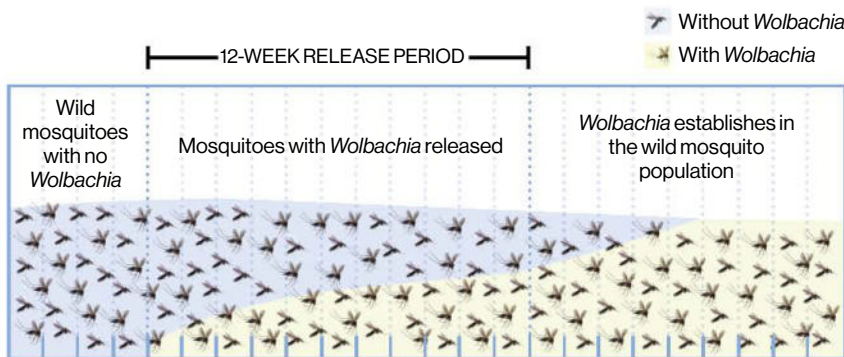 Without Wolbachia
12-WEEK RELEASE PERIOD
With Wolbachia
Wild
mosquitoes
with no
Wolbachia
Mosquitoes with Wolbachia released
Wolbachia establishes in
the wild mosquito
population